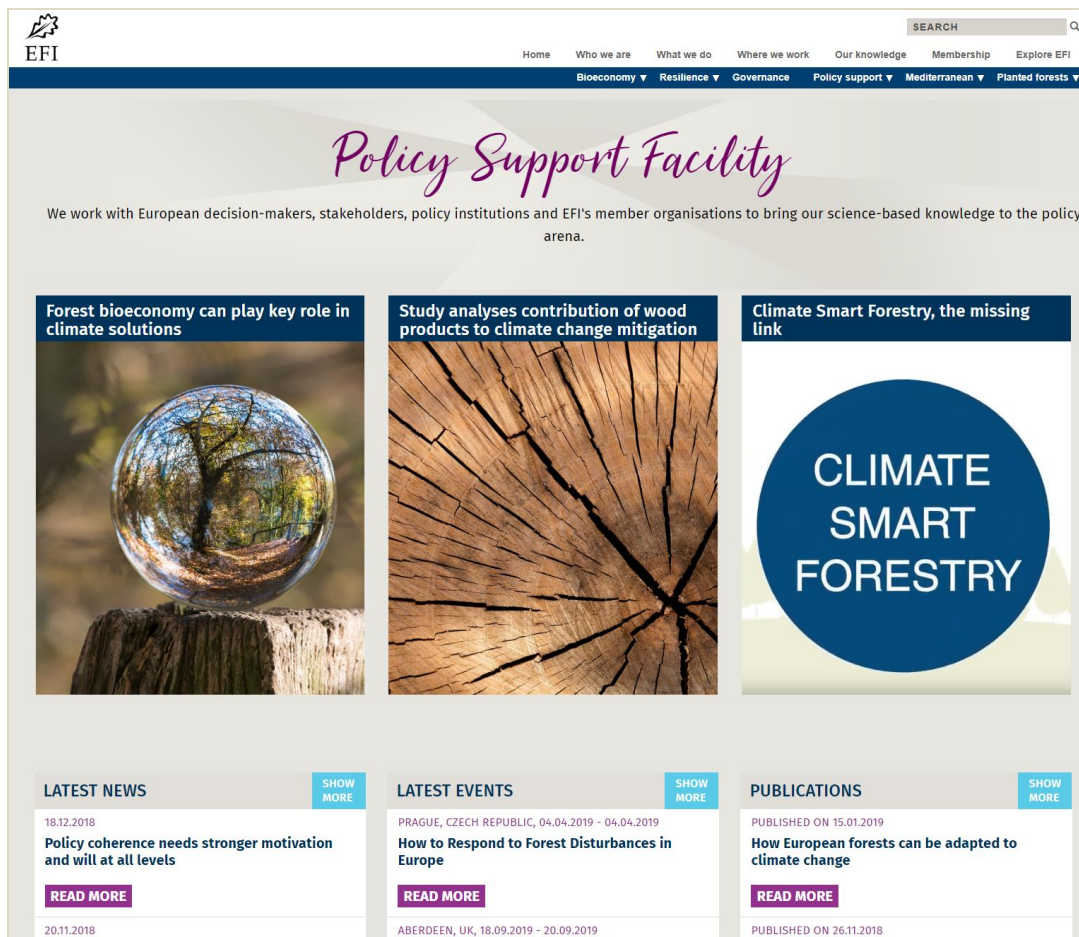 EFI
SEARCH
Home Who we are What we do Where we work Our knowledge Membership Explore EFI
Bioeconomy ▼ Resilience ▼ Governance Policy support ▼ Mediterranean ▼ Planted forests ▼
Policy Support Facility
We work with European decision-makers, stakeholders, policy institutions and EFI's member organisations to bring our science-based knowledge to the policy
arena.
Forest bioeconomy can play key role in
climate solutions
Study analyses contribution of wood
products to climate change mitigation
Climate Smart Forestry, the missing
link
CLIMATE
SMART
FORESTRY
LATEST NEWS
SHOW
MORE
18.12.2018
Policy coherence needs stronger motivation
and will at all levels
READ MORE
20.11.2018
LATEST EVENTS
SHOW
MORE
PRAGUE, CZECH REPUBLIC, 04.04.2019 - 04.04.2019
How to Respond to Forest Disturbances in
Europe
READ MORE
ABERDEEN, UK, 18.09.2019 - 20.09.2019
PUBLICATIONS
SHOW
MORE
PUBLISHED ON 15.01.2019
How European forests can be adapted to
climate change
READ MORE
PUBLISHED ON 26.11.2018